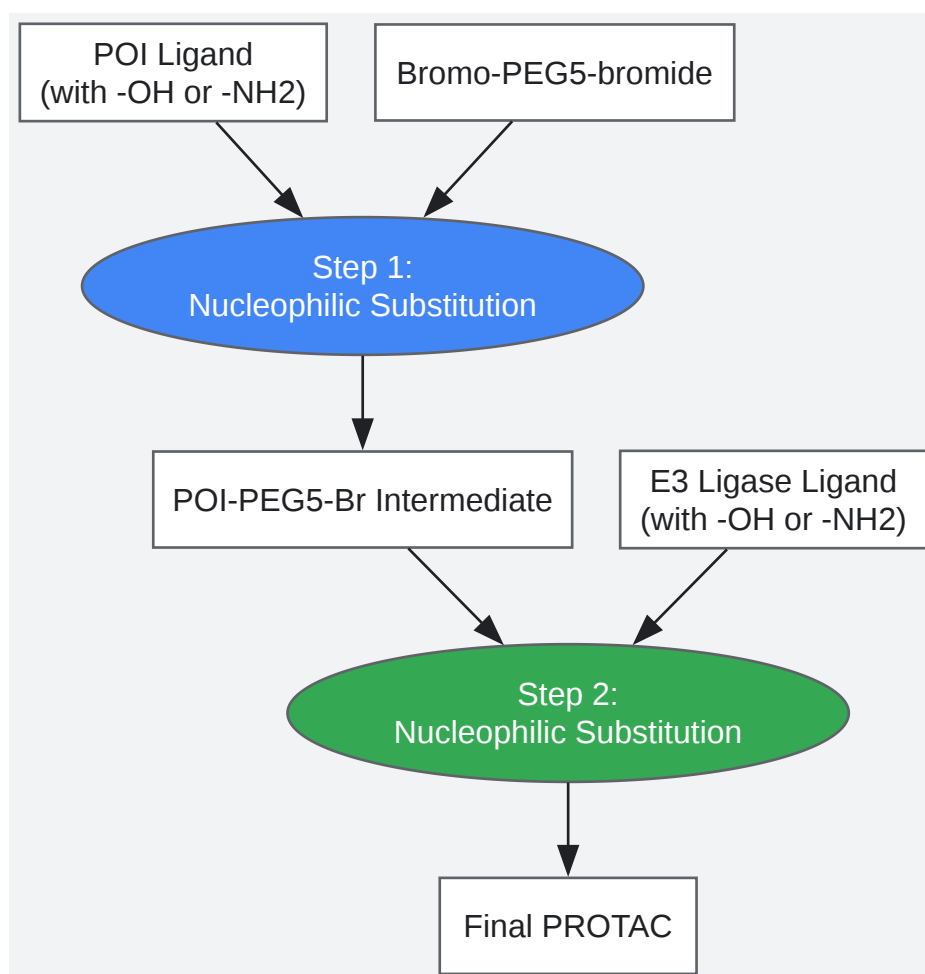 POI Ligand
(with -OH or -NH2)
Bromo-PEG5-bromide
Step 1:
Nucleophilic Substitution
POI-PEG5-Br Intermediate
E3 Ligase Ligand
(with -OH or -NH2)
Step 2:
Nucleophilic Substitution
Final PROTAC